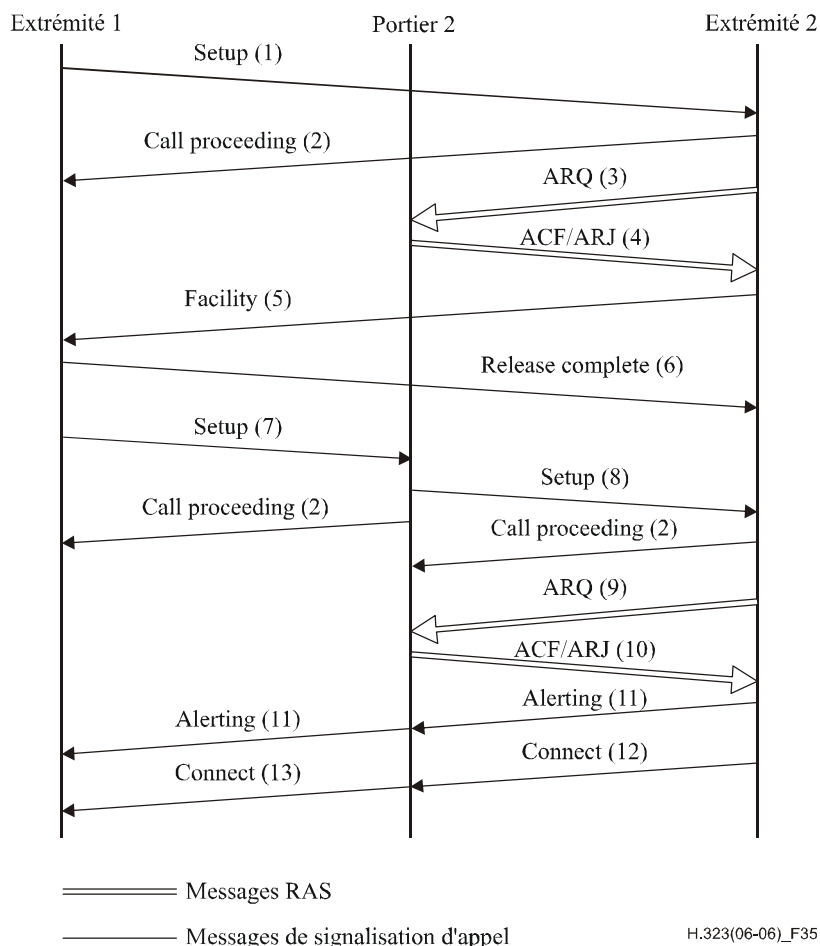 Extrémité 1
Portier 2
Extrémité 2
Setup (1)
Call proceeding (2)
ARQ (3)
ACF/ARJ (4)
Facility (5)
Release complete (6)
Setup (7)
Setup (8)
Call proceeding (2)
Call proceeding (2)
ARQ (9)
ACF/ARJ (10)
Alerting (11)
Alerting (11)
Connect (12)
Connect (13)
Messages RAS
Messages de signalisation d'appel
H.323(06-06)_F35